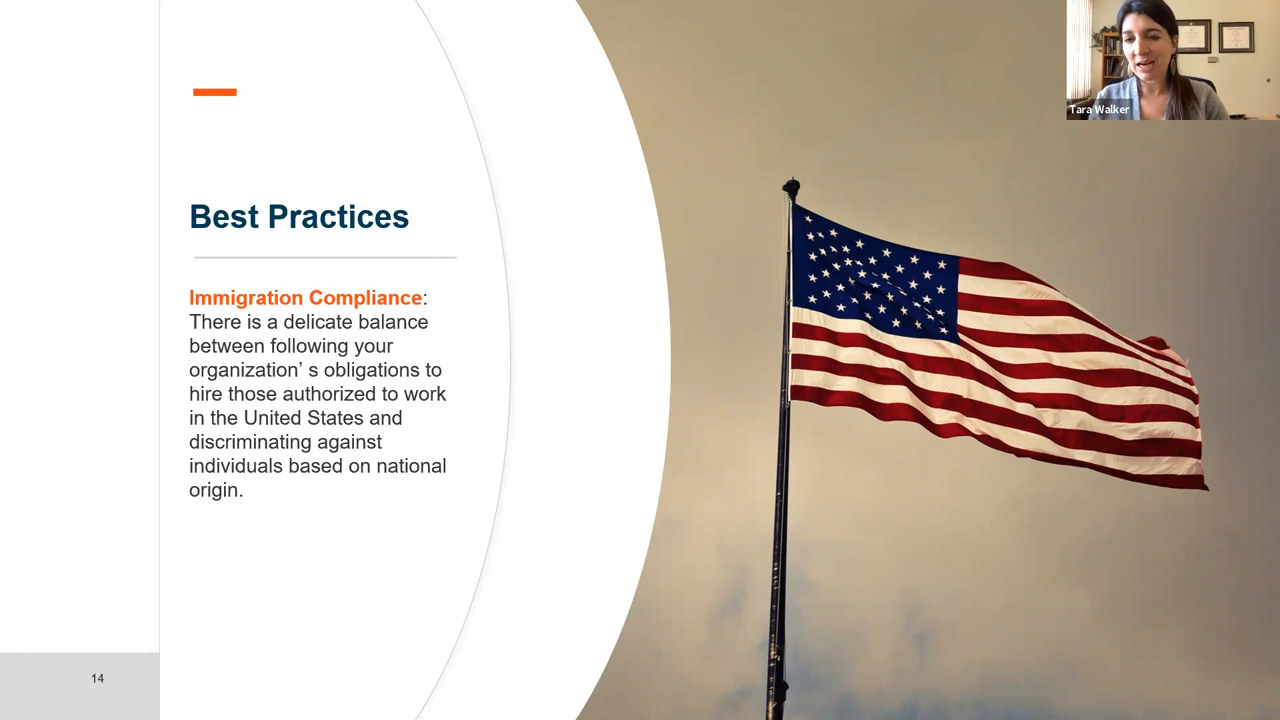 Tara Walker
Best Practices
Immigration Compliance:
There is a delicate balance
between following your
organization’ s obligations to
hire those authorized to work
in the United States and
discriminating against
individuals based on national
origin.
14